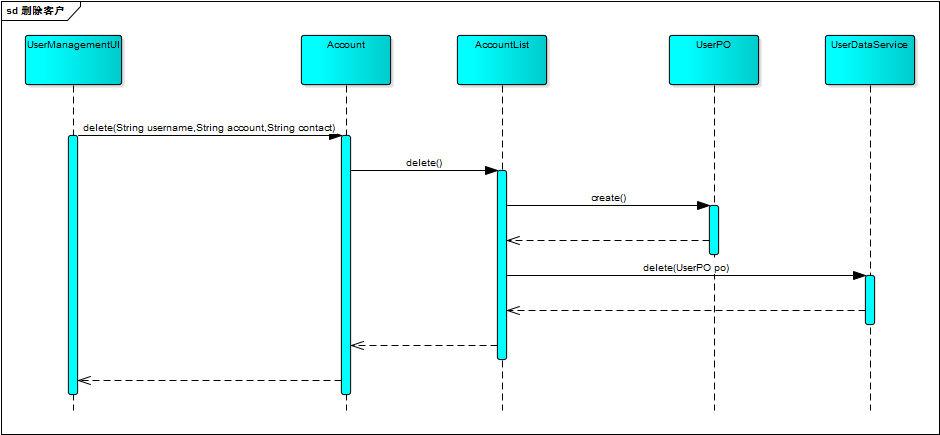 sd 删除客户
UserManagementUI
Account
AccountList
UserPO
UserDataService
delete(String username,String account,String contact)
delete()
create()
delete(UserPO po)